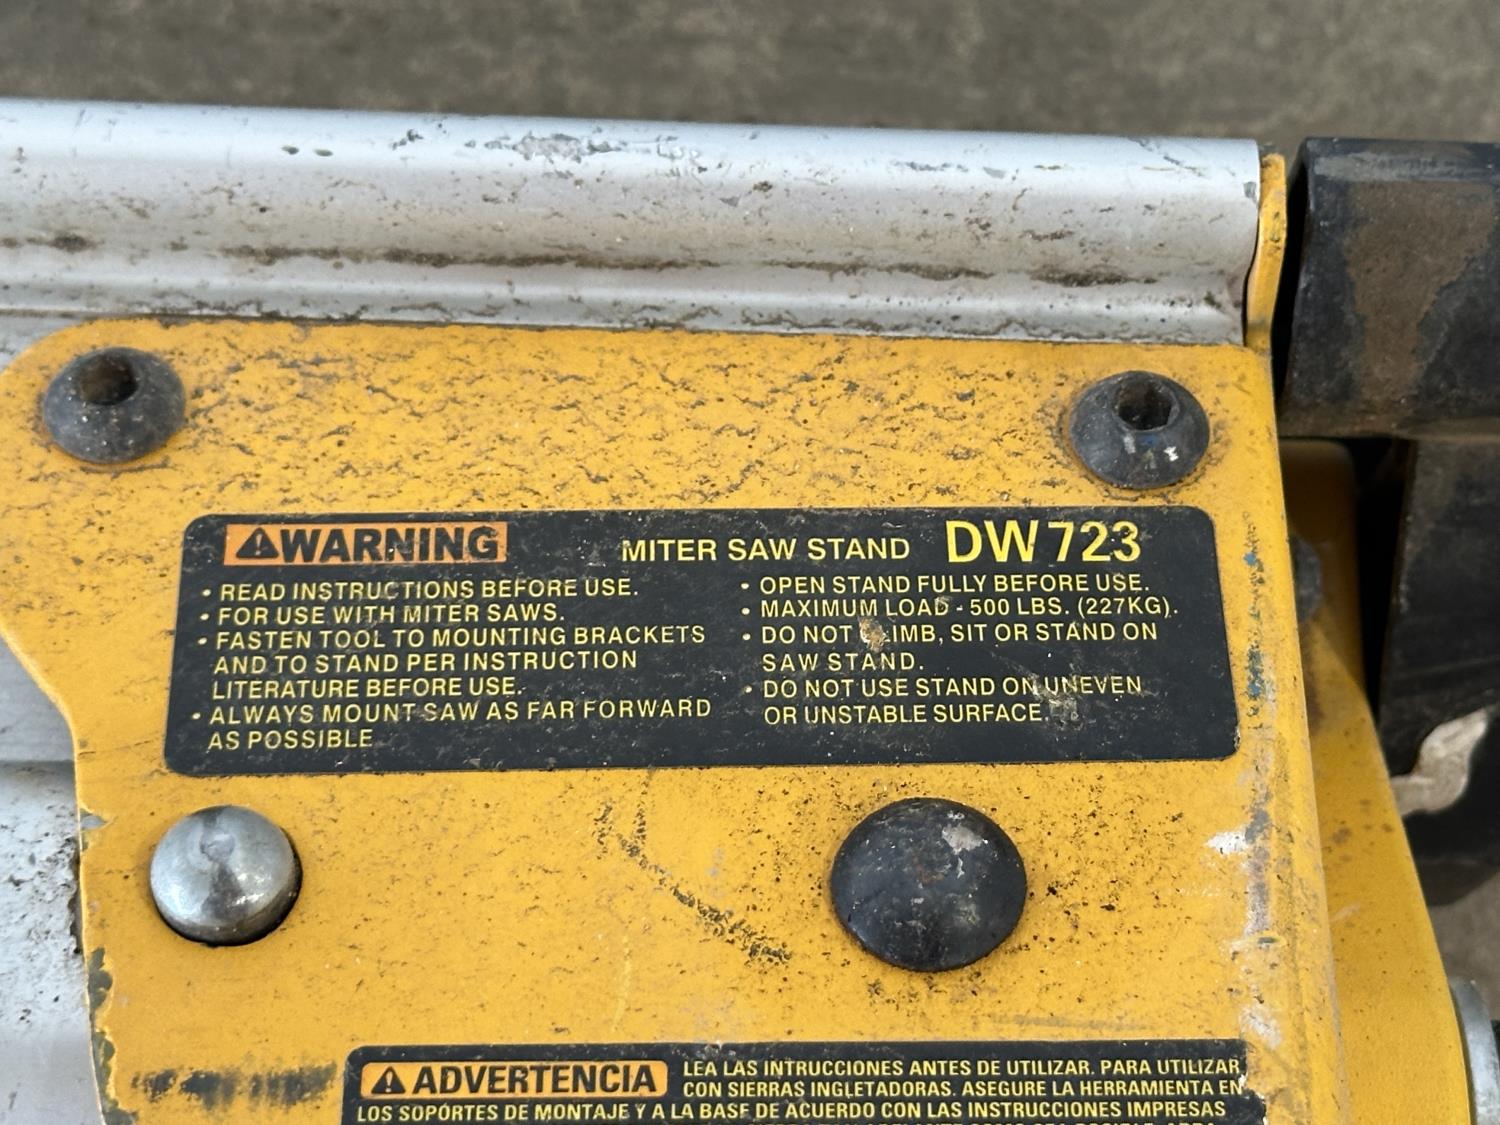 WARNING
MITER SAW STAND DW723
• READ INSTRUCTIONS BEFORE USE.
• FOR USE WITH MITER SAWS.
• FASTEN TOOL TO MOUNTING BRACKETS
AND TO STAND PER INSTRUCTION
LITERATURE BEFORE USE.
• ALWAYS MOUNT SAW AS FAR FORWARD
AS POSSIBLE
• OPEN STAND FULLY BEFORE USE.
• MAXIMUM LOAD - 500 LBS. (227KG).
• DO NOT CLIMB, SIT OR STAND ON
SAW STAND.
• DO NOT USE STAND ON UNEVEN
OR UNSTABLE SURFACE.
ADVERTENCIA
LEA LAS INTRUCCIONES ANTES DE UTILIZAR. PARA UTILIZAR
CON SIERRAS INGLETADORAS. ASEGURE LA HERRAMIENTA EN
LOS SOPÓRTES DE MONTAJE Y A LA BASE DE ACUERDO CON LAS INSTRUCCIONES IMPRESAS